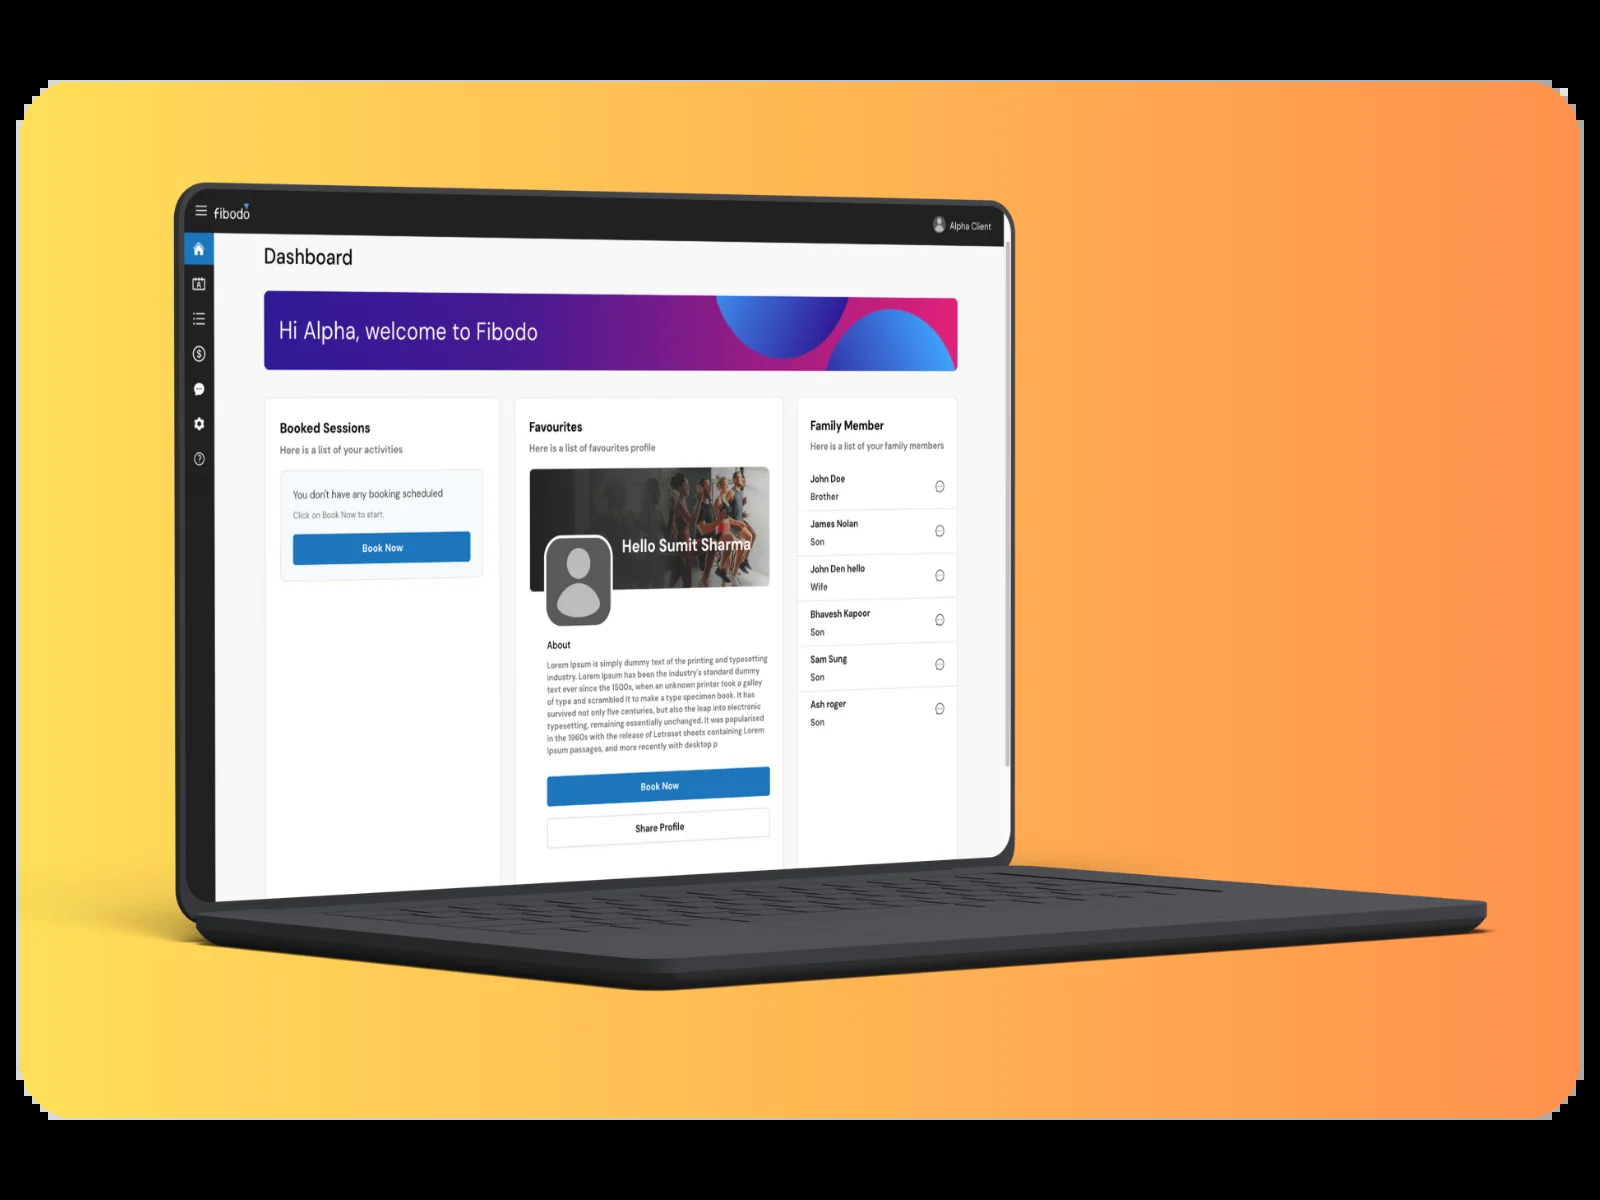 fibodo
Alpha Client
Dashboard
Hi Alpha, welcome to Fibodo
Booked Sessions
Here is a list of your activities
You don't have any booking scheduled
Click on Book Now to start.
Book Now
Favourites
Here is a list of favourites profile
Hello Sumit Sharma
About
Lorem Ipsum is simply dummy text of the printing and typesetting
industry. Lorem Ipsum has been the industry's standard dummy
text ever since the 1500s, when an unknown printer took a galley
of type and scrambled it to make a type specimen book. It has
survived not only five centuries, but also the leap into electronic
typesetting, remaining essentially unchanged. It was popularised
in the 1960s with the release of Letraset sheets containing Lorem
Ipsum passages, and more recently with desktop p
Book Now
Share Profile
Family Member
Here is a list of your family members
John Doe
Brother
James Nolan
Son
John Den hello
Wife
Bhavesh Kapoor
Son
Sam Sung
Son
Ash roger
Son